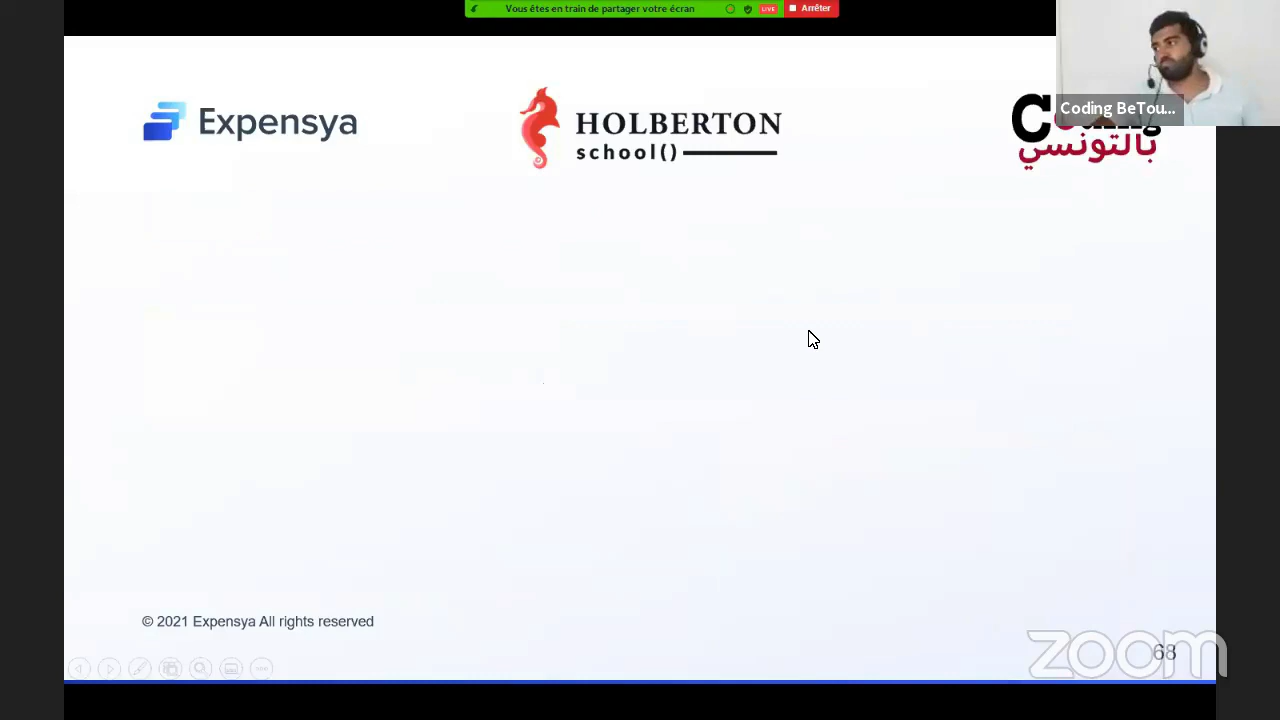 Vous êtes en train de partager votre écran
LIVE
Arrêter
Expensya
HOLBERTON
school()
Coding BeTou...
بالتونسي
© 2021 Expensya All rights reserved
zoom
68